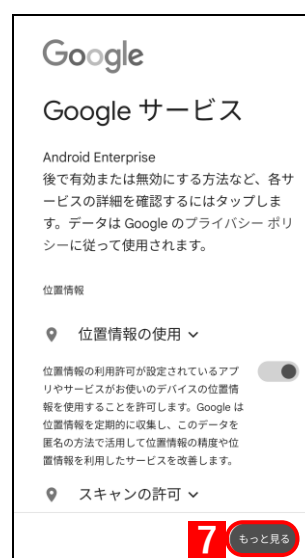 Google
Google サービス
Android Enterprise
後で有効または無効にする方法など、各サ
ービスの詳細を確認するにはタップしま
す。データは Google のプライバシー ポリ
シーに従って使用されます。
位置情報
位置情報の使用
位置情報の利用許可が設定されているアプ
リやサービスがお使いのデバイスの位置情
報を使用することを許可します。Google は
位置情報を定期的に収集し、このデータを
匿名の方法で活用して位置情報の精度や位
置情報を利用したサービスを改善します。
スキャンの許可
7 もっと見る